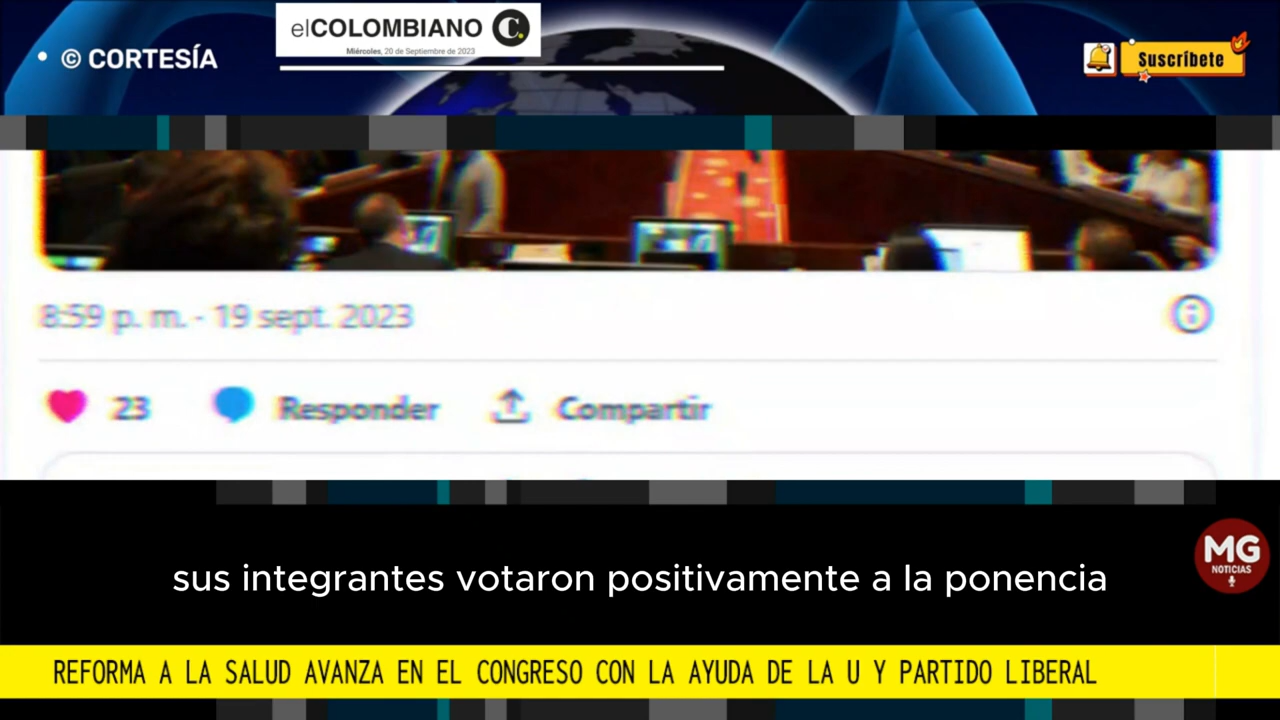 elCOLOMBIANO C.
Miércoles, 20 de Septiembre de 2023
© CORTESÍA
Suscríbete
8:59 p. m. · 19 sept. 2023
23 Responder Compartir
sus integrantes votaron positivamente a la ponencia
MG
NOTICIAS
REFORMA A LA SALUD AVANZA EN EL CONGRESO CON LA AYUDA DE LA U Y PARTIDO LIBERAL